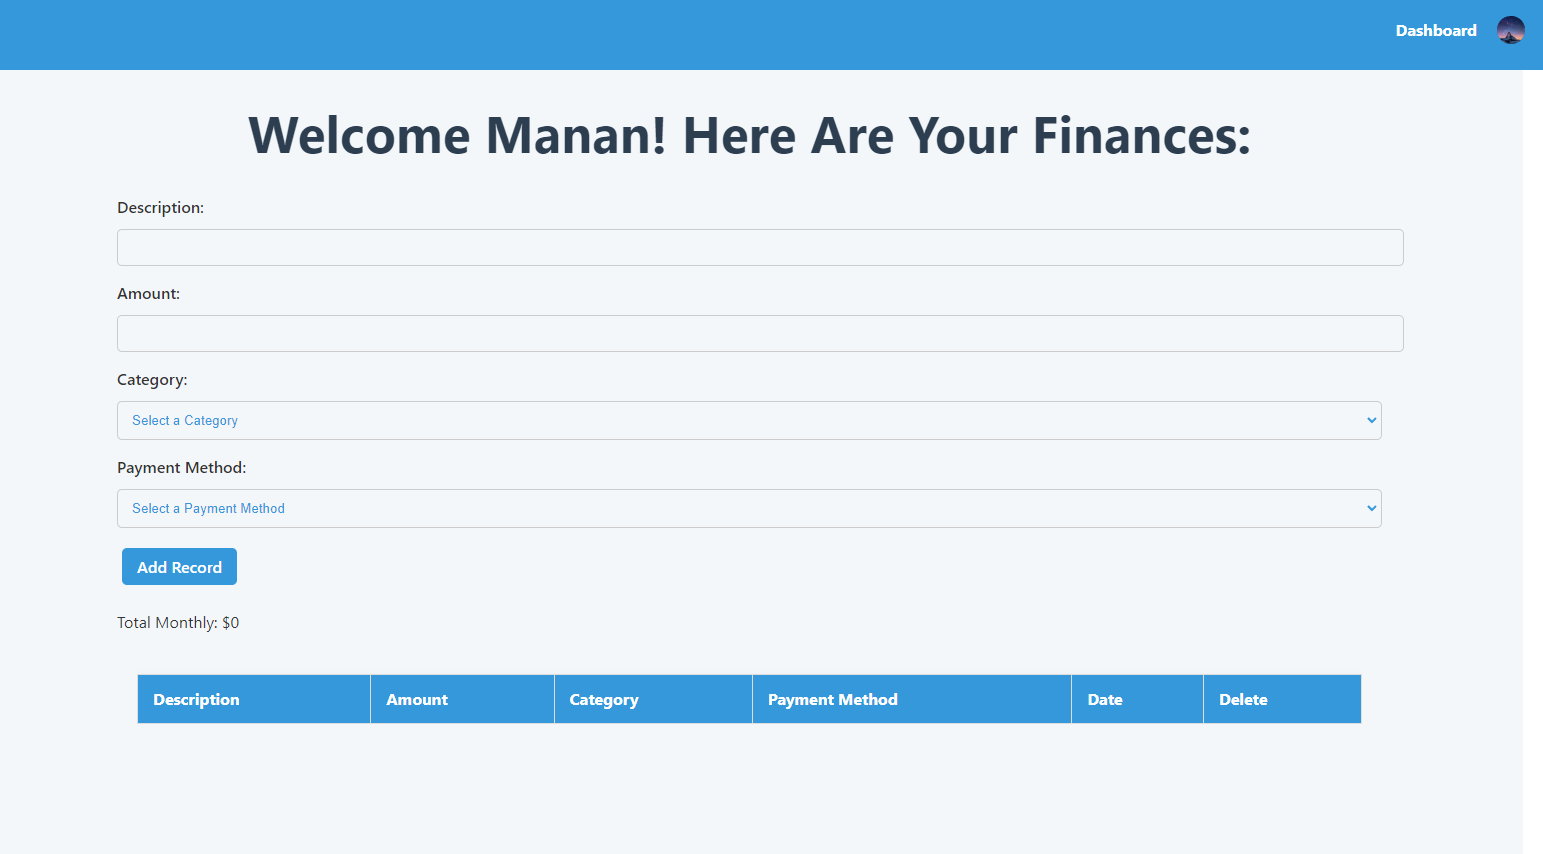 Dashboard
Welcome Manan! Here Are Your Finances:
Description:
Amount:
Category:
Select a Category
Payment Method:
Select a Payment Method
Add Record
Total Monthly: $0
Description Amount Category Payment Method Date Delete